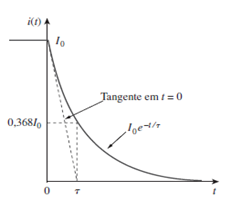 i(t)
I₀
Tangente em t = 0
0,368I₀
I₀e⁻ᵗ/τ
0
τ
t